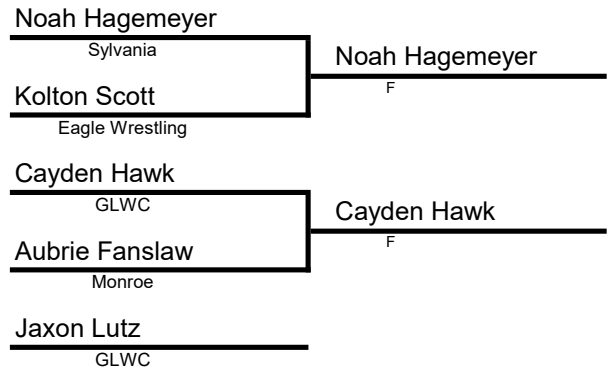 Noah Hagemeyer
Sylvania
Noah Hagemeyer
F
Kolton Scott
Eagle Wrestling
Cayden Hawk
GLWC
Cayden Hawk
F
Aubrie Fanslaw
Monroe
Jaxon Lutz
GLWC